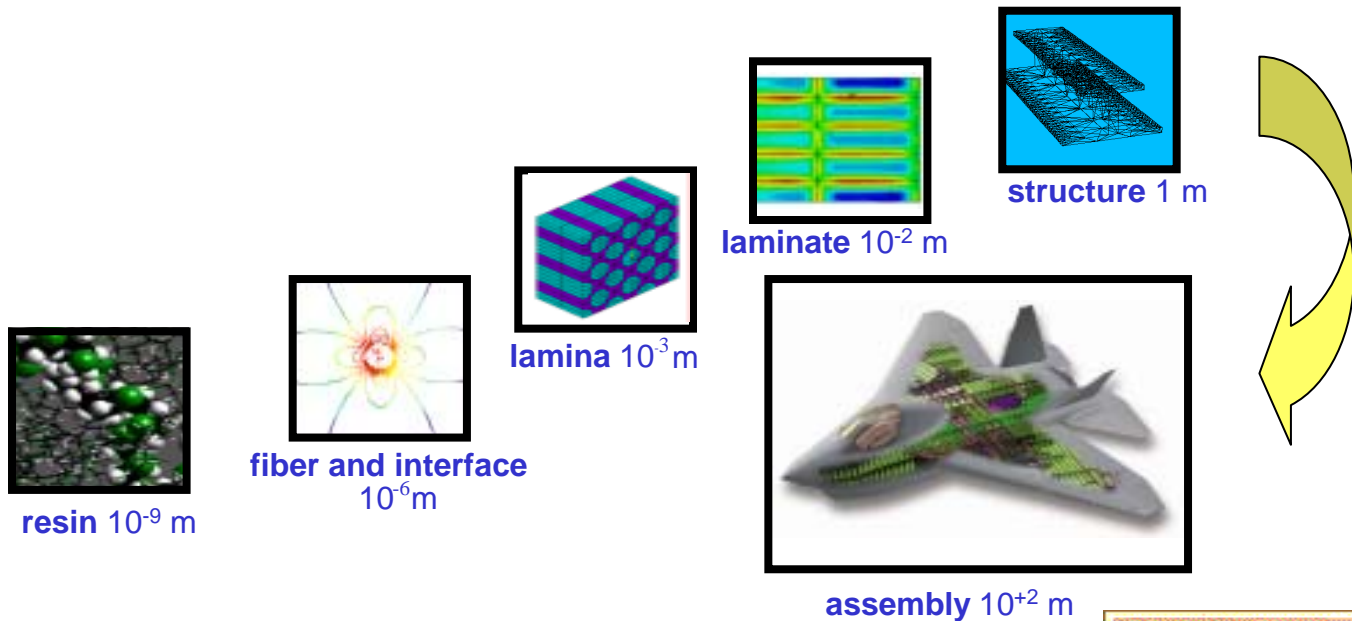 structure 1 m
laminate 10⁻² m
lamina 10⁻³ m
fiber and interface
10⁻⁶m
resin 10⁻⁹ m
assembly 10⁺² m